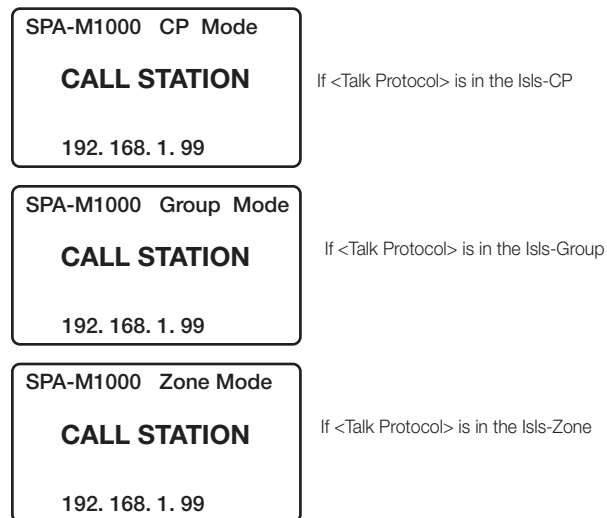 SPA-M1000 CP Mode
CALL STATION
192. 168. 1. 99
If <Talk Protocol> is in the Isls-CP
SPA-M1000 Group Mode
CALL STATION
192. 168. 1. 99
If <Talk Protocol> is in the Isls-Group
SPA-M1000 Zone Mode
CALL STATION
192. 168. 1. 99
If <Talk Protocol> is in the Isls-Zone